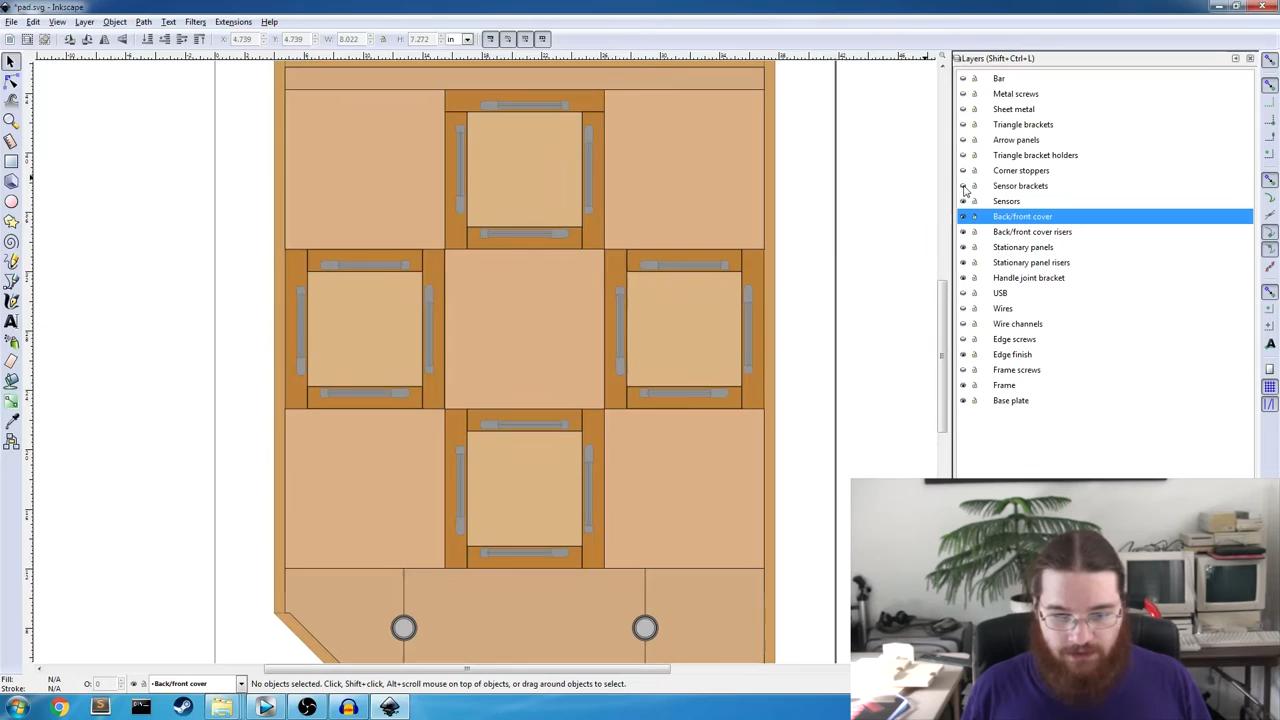 *pad.svg - Inkscape
File Edit View Layer Object Path Text Filters Extensions Help
X: 4.739 Y: 4.739 W: 8.022 H: 7.272 in
Layers (Shift+Ctrl+L)
Bar
Metal screws
Sheet metal
Triangle brackets
Arrow panels
Triangle bracket holders
Corner stoppers
Sensor brackets
Sensors
Back/front cover
Back/front cover risers
Stationary panels
Stationary panel risers
Handle joint bracket
USB
Wires
Wire channels
Edge screws
Edge finish
Frame screws
Frame
Base plate
Fill: N/A
Stroke: N/A
O: 0
•Back/front cover
No objects selected. Click, Shift+click, Alt+scroll mouse on top of objects, or drag around objects to select.